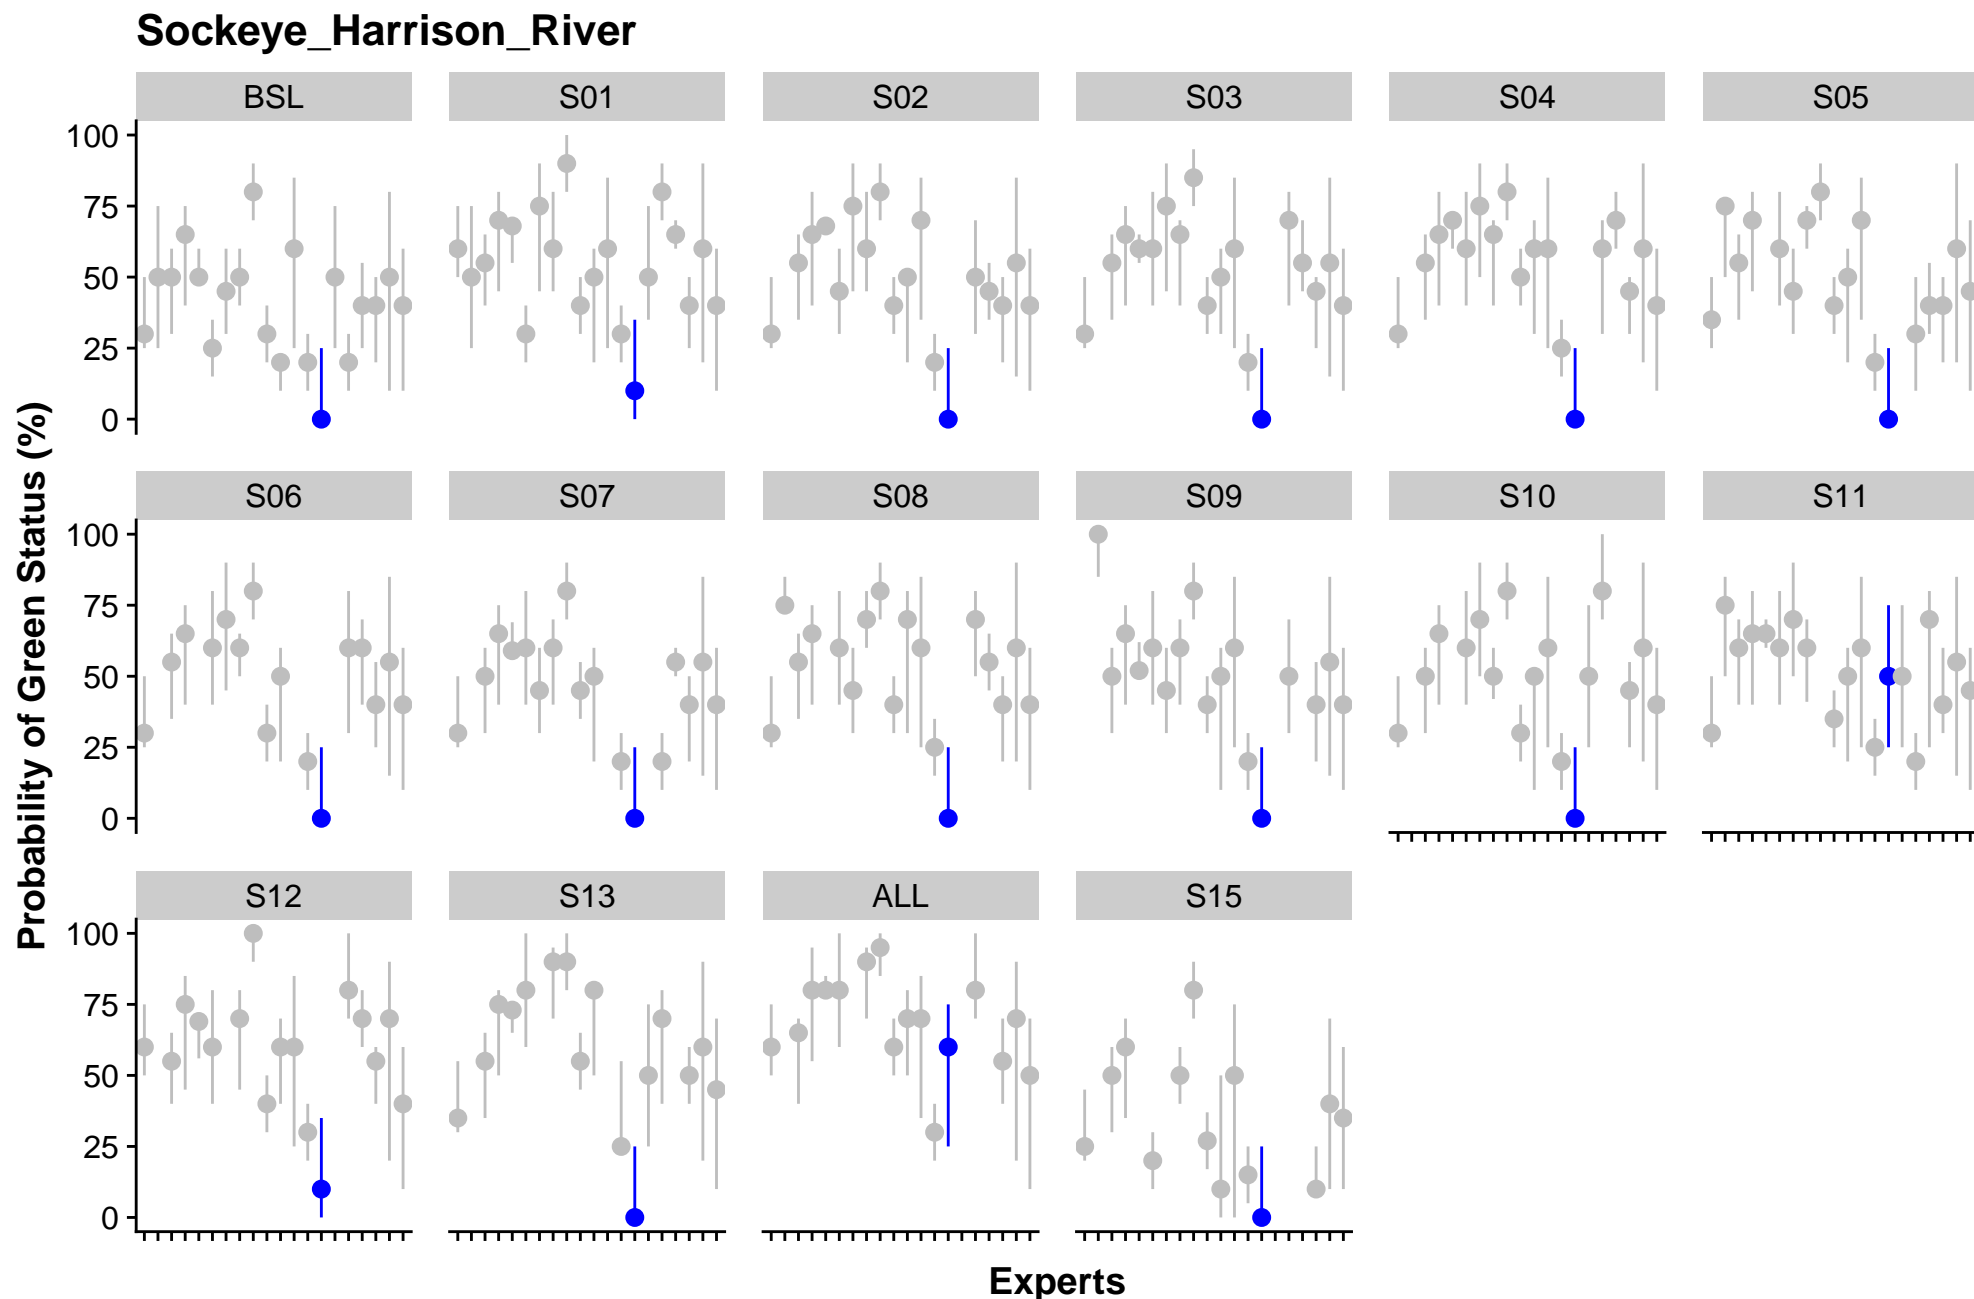 Sockeye_Harrison_River
BSL S01 S02 S03 S04 S05
100
75
50
25
0
S06 S07 S08 S09 S10 S11
100
75
50
25
0
S12 S13 ALL S15
100
75
50
25
0
Probability of Green Status (%)
Experts